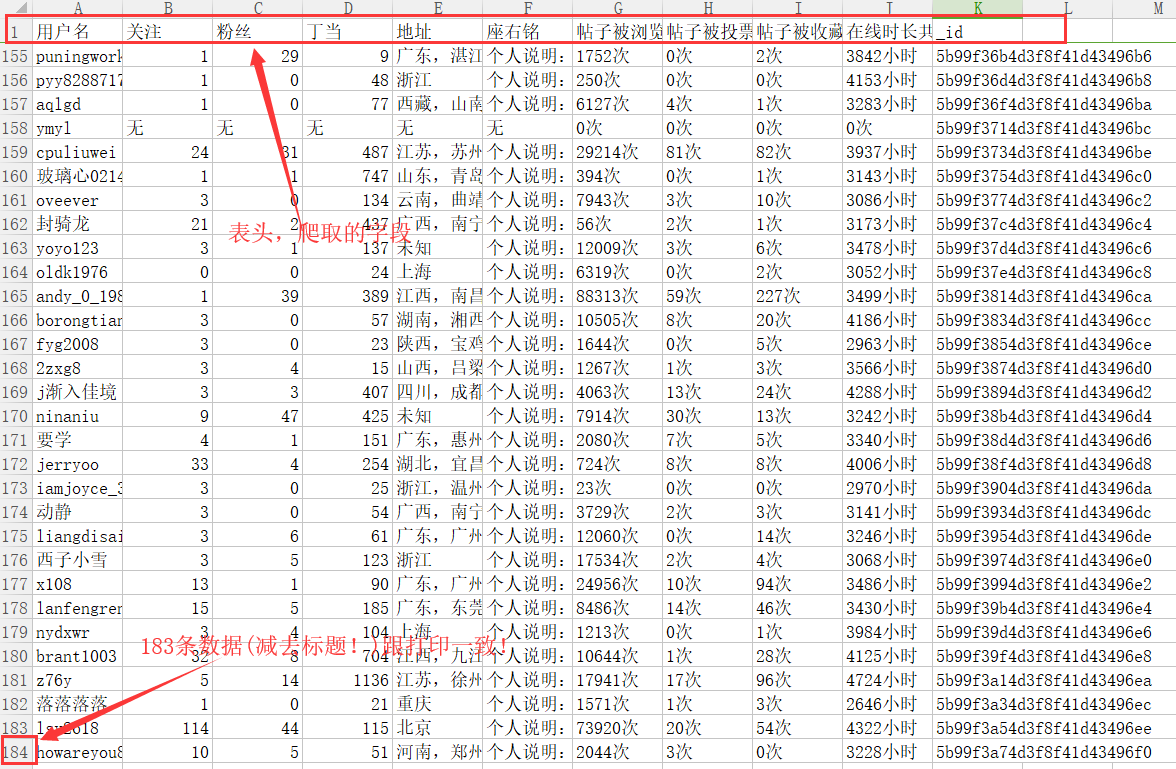 A B C D E F G H I J K L M
1 用户名 关注 粉丝 丁当 地址 座右铭 帖子被浏览 帖子被投票 帖子被收藏 在线时长共 _id
155 puningwork 1 29 9 广东，湛江 个人说明： 1752次 0次 2次 3842小时 5b99f36b4d3f8f41d43496b6
156 pyy8288717 1 0 48 浙江 个人说明： 250次 0次 0次 4153小时 5b99f36d4d3f8f41d43496b8
157 aqlgd 1 0 77 西藏，山南 个人说明： 6127次 4次 1次 3283小时 5b99f36f4d3f8f41d43496ba
158 ymyl 无 无 无 无 无 0次 0次 0次 0次 5b99f3714d3f8f41d43496bc
159 cpuliuwei 24 31 487 江苏，苏州 个人说明： 29214次 81次 82次 3937小时 5b99f3734d3f8f41d43496be
160 玻璃心0214 1 1 747 山东，青岛 个人说明： 394次 0次 1次 3143小时 5b99f3754d3f8f41d43496c0
161 oveever 3 0 134 云南，曲靖 个人说明： 7943次 3次 10次 3086小时 5b99f3774d3f8f41d43496c2
162 封骑龙 21 2 437 广西，南宁 个人说明： 56次 2次 1次 3173小时 5b99f37c4d3f8f41d43496c4
表头，爬取的字段
163 yoyo123 3 1 137 未知 个人说明： 12009次 3次 6次 3478小时 5b99f37d4d3f8f41d43496c6
164 oldk1976 0 0 24 上海 个人说明： 6319次 0次 2次 3052小时 5b99f37e4d3f8f41d43496c8
165 andy_0_198 1 39 389 江西，南昌 个人说明： 88313次 59次 227次 3499小时 5b99f3814d3f8f41d43496ca
166 borongtian 3 0 57 湖南，湘西 个人说明： 10505次 8次 20次 4186小时 5b99f3834d3f8f41d43496cc
167 fyg2008 3 0 23 陕西，宝鸡 个人说明： 1644次 0次 5次 2963小时 5b99f3854d3f8f41d43496ce
168 2zxg8 3 4 15 山西，吕梁 个人说明： 1267次 1次 3次 3566小时 5b99f3874d3f8f41d43496d0
169 j渐入佳境 3 3 407 四川，成都 个人说明： 4063次 13次 24次 4288小时 5b99f3894d3f8f41d43496d2
170 ninaniu 9 47 425 未知 个人说明： 7914次 30次 13次 3242小时 5b99f38b4d3f8f41d43496d4
171 要学 4 1 151 广东，惠州 个人说明： 2080次 7次 5次 3340小时 5b99f38d4d3f8f41d43496d6
172 jerryoo 33 4 254 湖北，宜昌 个人说明： 724次 8次 8次 4006小时 5b99f38f4d3f8f41d43496d8
173 iamjoyce_3 3 0 25 浙江，温州 个人说明： 23次 0次 0次 2970小时 5b99f3904d3f8f41d43496da
174 动静 3 0 54 广西，南宁 个人说明： 3729次 2次 3次 3141小时 5b99f3934d3f8f41d43496dc
175 liangdisai 3 6 61 广东，广州 个人说明： 12060次 0次 14次 3246小时 5b99f3954d3f8f41d43496de
176 西子小雪 3 5 123 浙江 个人说明： 17534次 2次 4次 3068小时 5b99f3974d3f8f41d43496e0
177 x108 13 1 90 广东，广州 个人说明： 24956次 10次 94次 3486小时 5b99f3994d3f8f41d43496e2
178 lanfengren 15 5 185 广东，东莞 个人说明： 8486次 14次 46次 3430小时 5b99f39b4d3f8f41d43496e4
179 nydxwr 3 4 104 上海 个人说明： 1213次 0次 1次 3984小时 5b99f39d4d3f8f41d43496e6
183条数据(减去标题！)跟打印一致！
180 brant1003 32 8 704 江西，九江 个人说明： 10644次 1次 28次 4125小时 5b99f39f4d3f8f41d43496e8
181 z76y 5 14 1136 江苏，徐州 个人说明： 17941次 17次 96次 4724小时 5b99f3a14d3f8f41d43496ea
182 落落落落 1 0 21 重庆 个人说明： 1571次 1次 3次 2646小时 5b99f3a34d3f8f41d43496ec
183 lsy2618 114 44 115 北京 个人说明： 73920次 20次 54次 4322小时 5b99f3a54d3f8f41d43496ee
184 howareyou8 10 5 51 河南，郑州 个人说明： 2044次 3次 0次 3228小时 5b99f3a74d3f8f41d43496f0